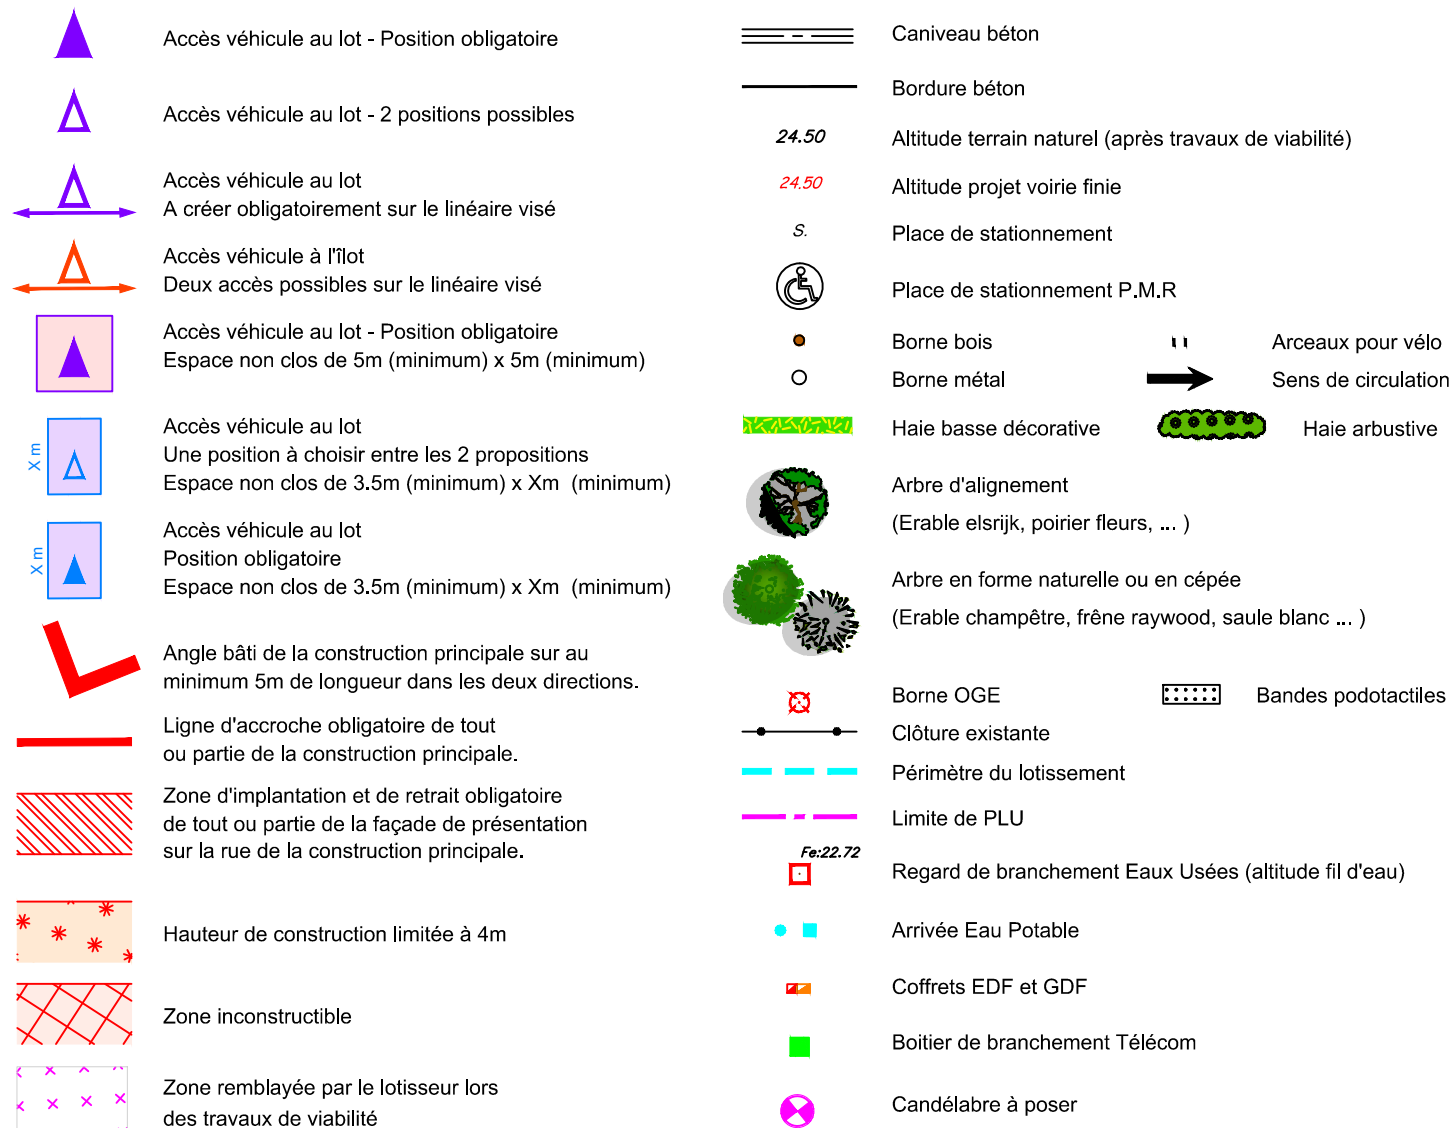 Accès véhicule au lot - Position obligatoire
Accès véhicule au lot - 2 positions possibles
Accès véhicule au lot
A créer obligatoirement sur le linéaire visé
Accès véhicule à l'îlot
Deux accès possibles sur le linéaire visé
Accès véhicule au lot - Position obligatoire
Espace non clos de 5m (minimum) x 5m (minimum)
X m
Accès véhicule au lot
Une position à choisir entre les 2 propositions
Espace non clos de 3.5m (minimum) x Xm (minimum)
X m
Accès véhicule au lot
Position obligatoire
Espace non clos de 3.5m (minimum) x Xm (minimum)
Angle bâti de la construction principale sur au
minimum 5m de longueur dans les deux directions.
Ligne d'accroche obligatoire de tout
ou partie de la construction principale.
Zone d'implantation et de retrait obligatoire
de tout ou partie de la façade de présentation
sur la rue de la construction principale.
Hauteur de construction limitée à 4m
Zone inconstructible
Zone remblayée par le lotisseur lors
des travaux de viabilité
Caniveau béton
Bordure béton
24.50 Altitude terrain naturel (après travaux de viabilité)
24.50 Altitude projet voirie finie
S. Place de stationnement
Place de stationnement P.M.R
Borne bois
Arceaux pour vélo
Borne métal
Sens de circulation
Haie basse décorative
Haie arbustive
Arbre d'alignement
(Erable elsrijk, poirier fleurs, ... )
Arbre en forme naturelle ou en cépée
(Erable champêtre, frêne raywood, saule blanc ... )
Borne OGE
Bandes podotactiles
Clôture existante
Périmètre du lotissement
Limite de PLU
Fe:22.72
Regard de branchement Eaux Usées (altitude fil d'eau)
Arrivée Eau Potable
Coffrets EDF et GDF
Boitier de branchement Télécom
Candélabre à poser